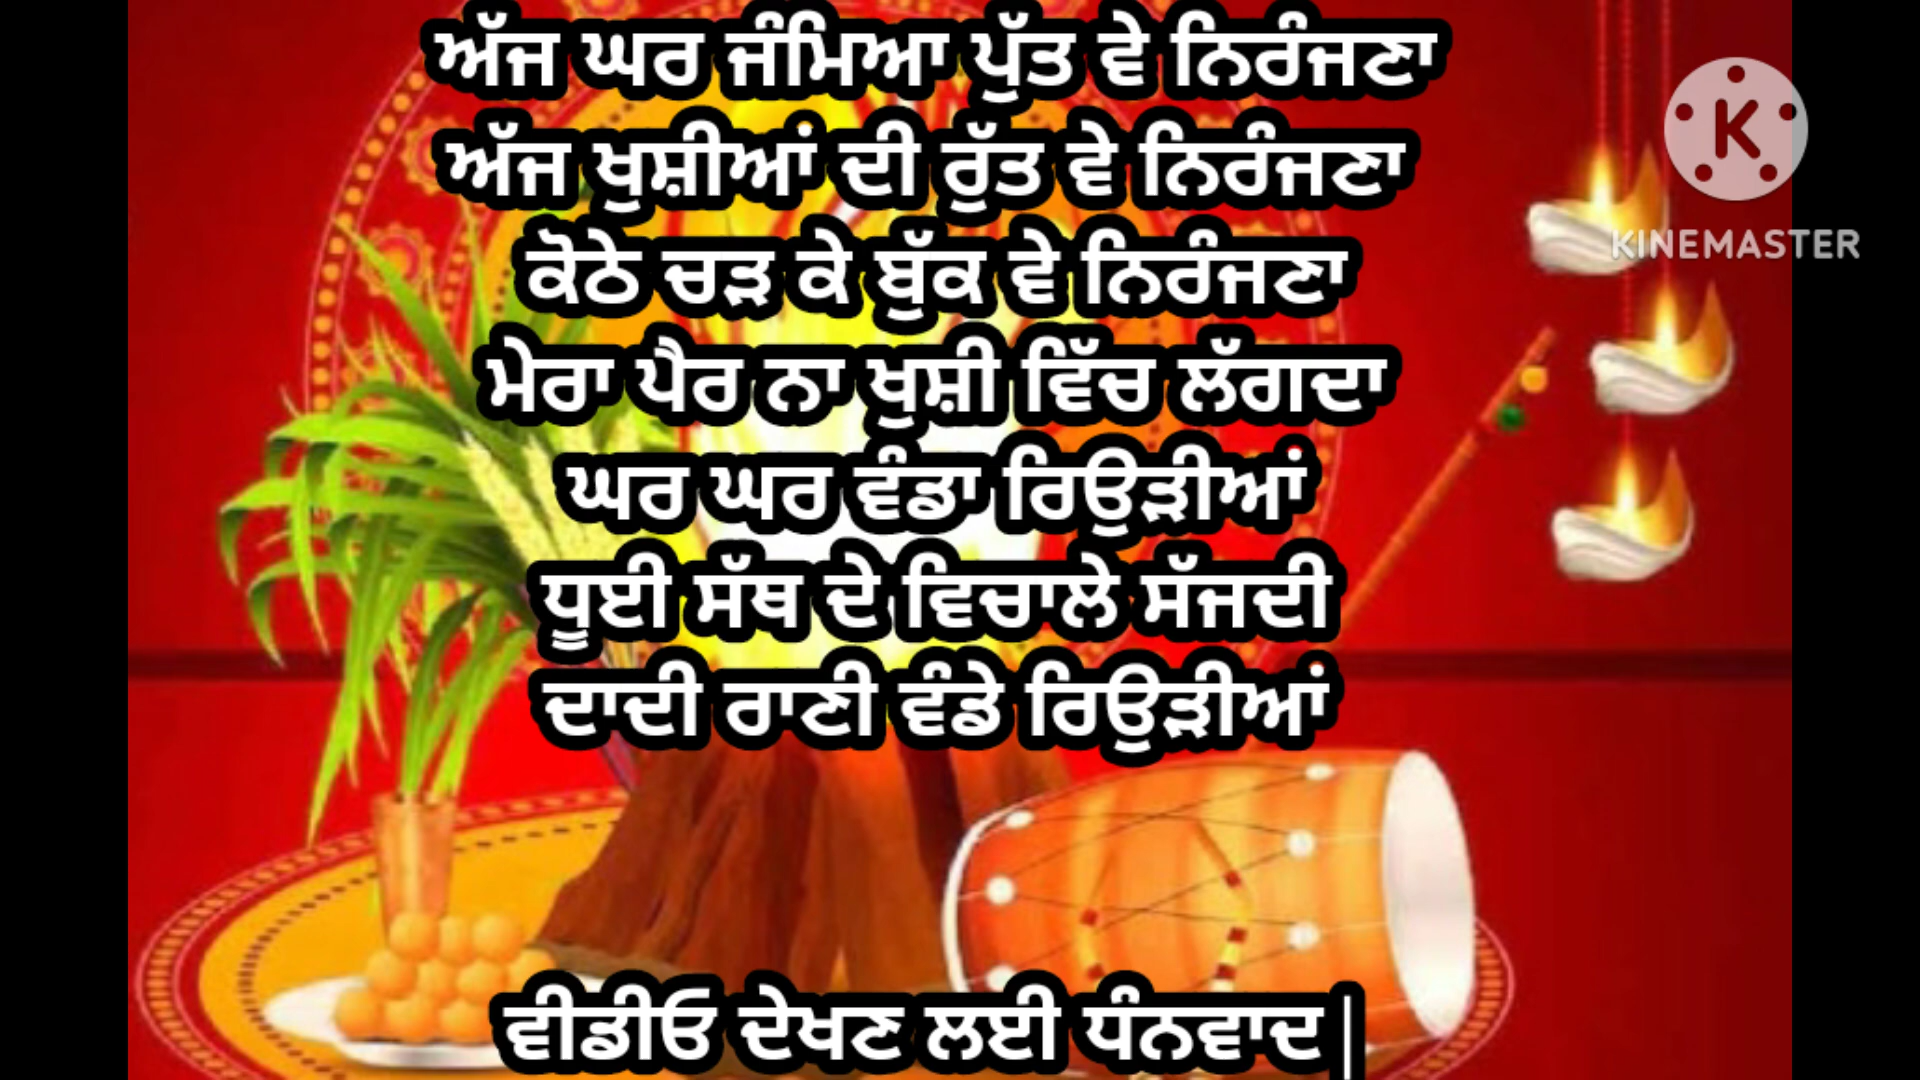 ਅੱਜ ਘਰ ਜੰਮਿਆ ਪੁੱਤ ਵੇ ਨਿਰੰਜਣਾ
ਅੱਜ ਖੁਸ਼ੀਆਂ ਦੀ ਰੁੱਤ ਵੇ ਨਿਰੰਜਣਾ
ਕੋਠੇ ਚੜ ਕੇ ਬੁੱਕ ਵੇ ਨਿਰੰਜਣਾ
ਮੇਰਾ ਪੈਰ ਨਾ ਖੁਸ਼ੀ ਵਿੱਚ ਲੱਗਦਾ
ਘਰ ਘਰ ਵੰਡਾ ਰਿਉੜੀਆਂ
ਧੂਈ ਸੱਥ ਦੇ ਵਿਚਾਲੇ ਸੱਜਦੀ
ਦਾਦੀ ਰਾਣੀ ਵੰਡੇ ਰਿਉੜੀਆਂ
ਵੀਡੀਓ ਦੇਖਣ ਲਈ ਧੰਨਵਾਦ|
K
KINEMASTER